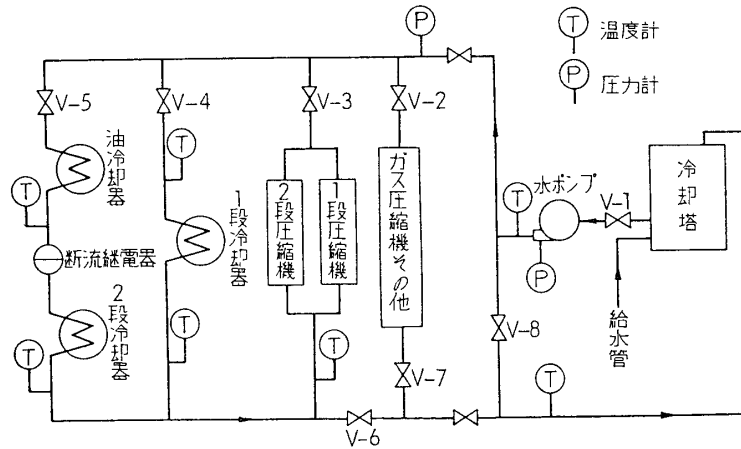 P
T
温度計
P
圧力計
V-5
V-4
V-3
V-2
油冷却器
T
T
水ポンプ
V-1
T
冷却塔
1段冷却器
2段圧縮機
1段圧縮機
ガス圧縮機その他
断流継電器
P
給水管
2段冷却器
T
T
T
V-8
V-7
T
V-6